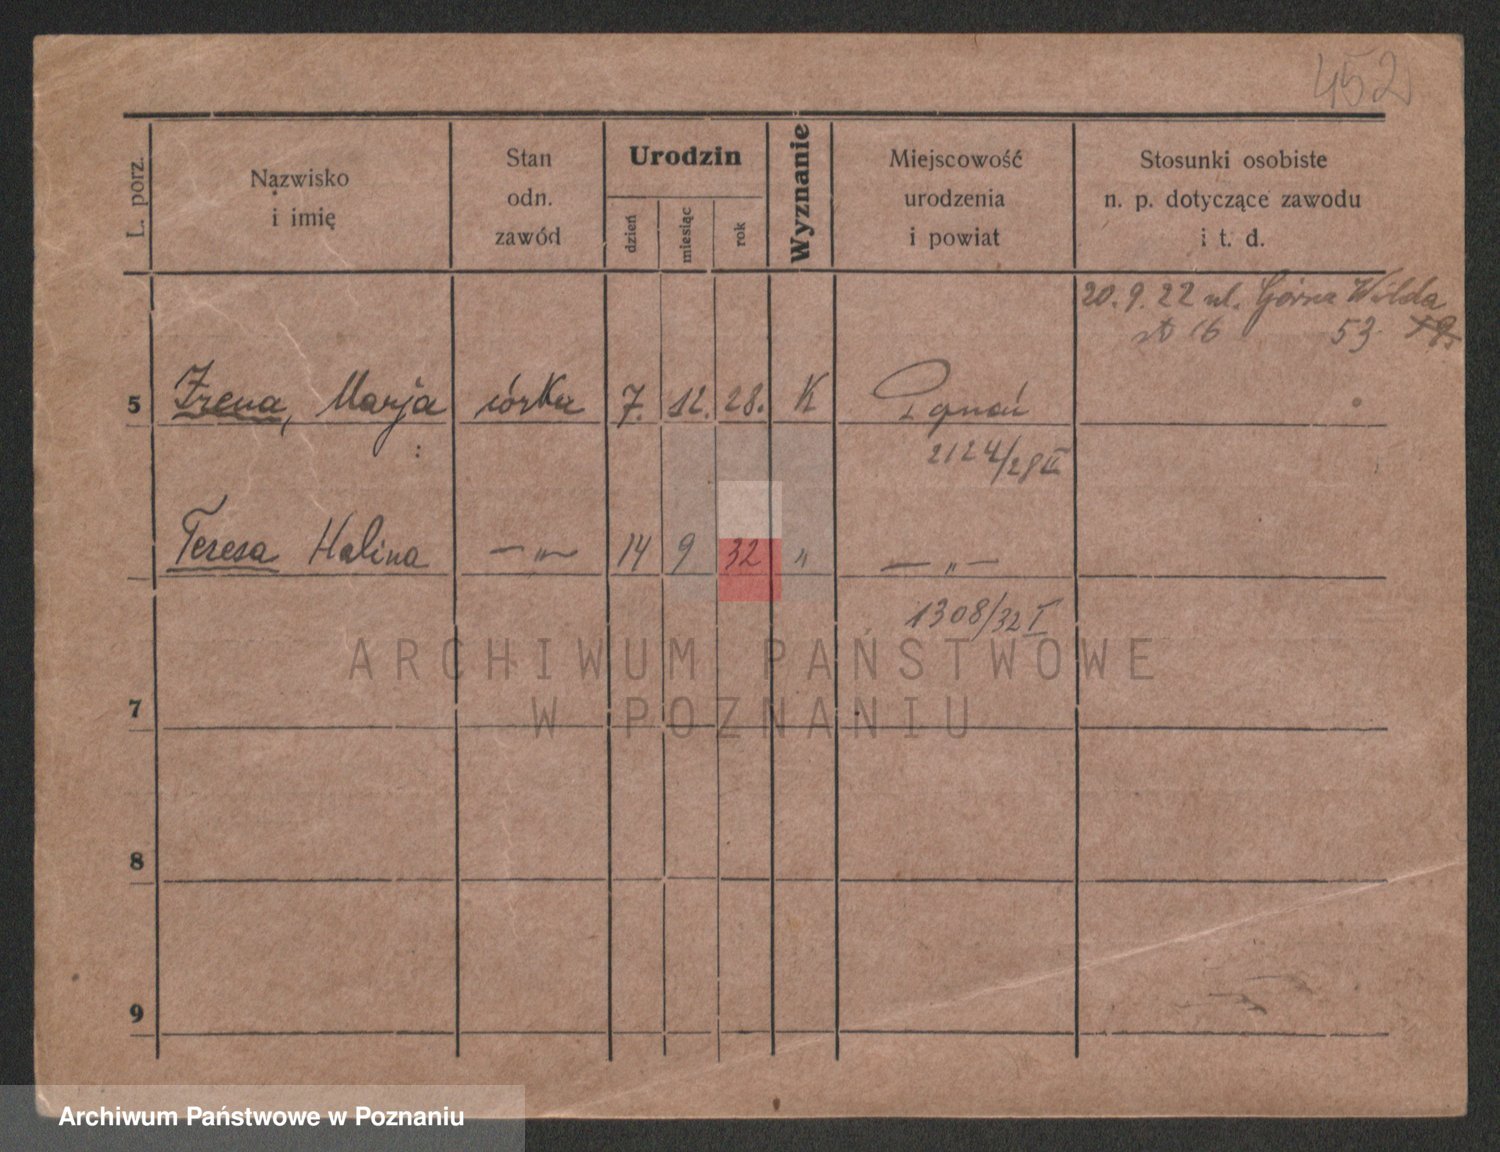 452
L. porz.
Nazwisko
i imię
Stan
odn.
zawód
Urodzin
dzień
miesiąc
rok
Wyznanie
Miejscowość
urodzenia
i powiat
Stosunki osobiste
n. p. dotyczące zawodu
i t. d.
20. 9. 22 ul. Górna Wilda
16 53
5 Irena, Marja córka 7. 12. 28. K Poznań
2124/28 II
Teresa Halina — „ — 14 9 32 „ — „ —
1308/32 I
ARCHIWUM PAŃSTWOWE
W POZNANIU
7
8
9
Archiwum Państwowe w Poznaniu